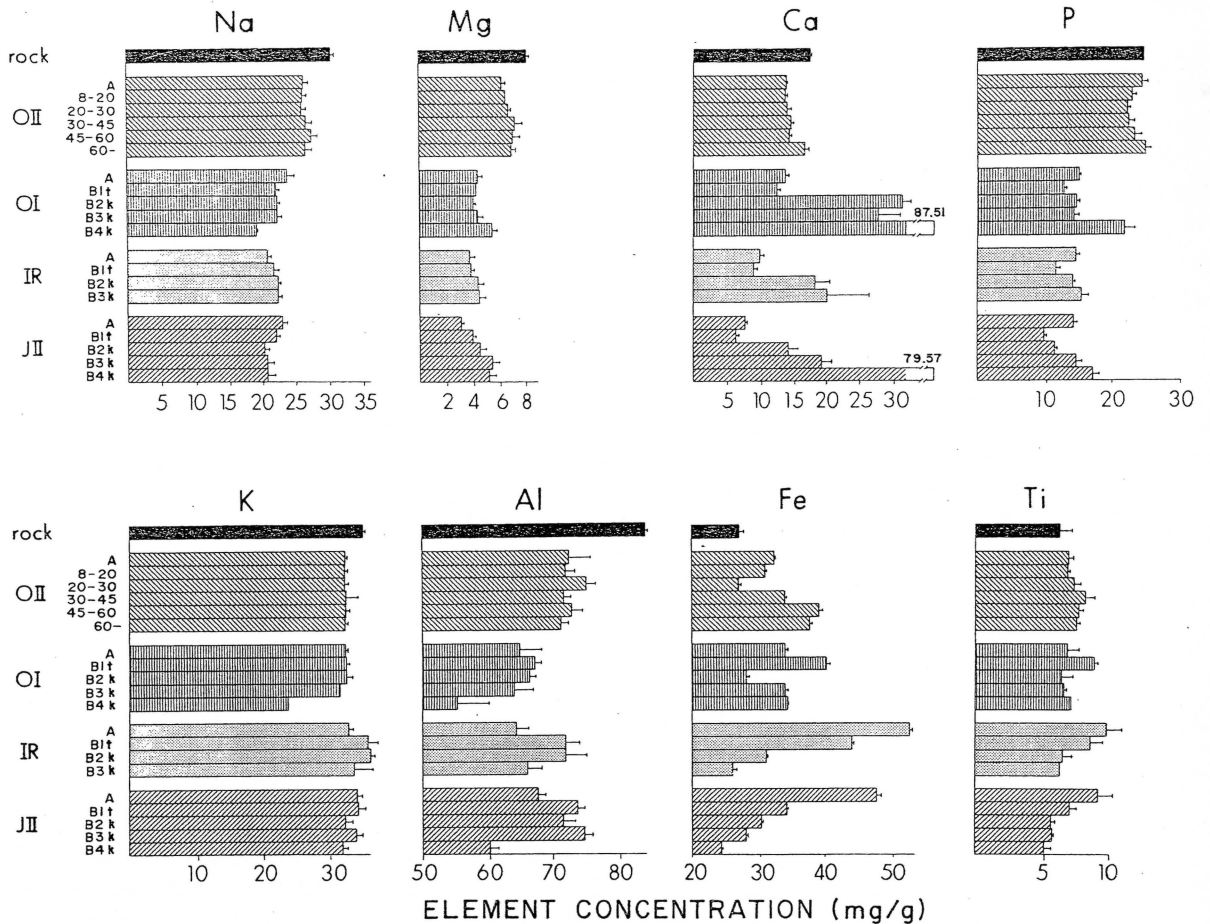 Na Mg Ca P
rock
OII
A
8-20
20-30
30-45
45-60
60-
OI
A
B1t
B2k
B3k
B4k
87.51
IR
A
B1t
B2k
B3k
JII
A
B1t
B2k
B3k
B4k
79.57
5 10 15 20 25 30 35
2 4 6 8
5 10 15 20 25 30
10 20 30
K Al Fe Ti
rock
OII
A
8-20
20-30
30-45
45-60
60-
OI
A
B1t
B2k
B3k
B4k
IR
A
B1t
B2k
B3k
JII
A
B1t
B2k
B3k
B4k
10 20 30
50 60 70 80
20 30 40 50
5 10
ELEMENT CONCENTRATION (mg/g)